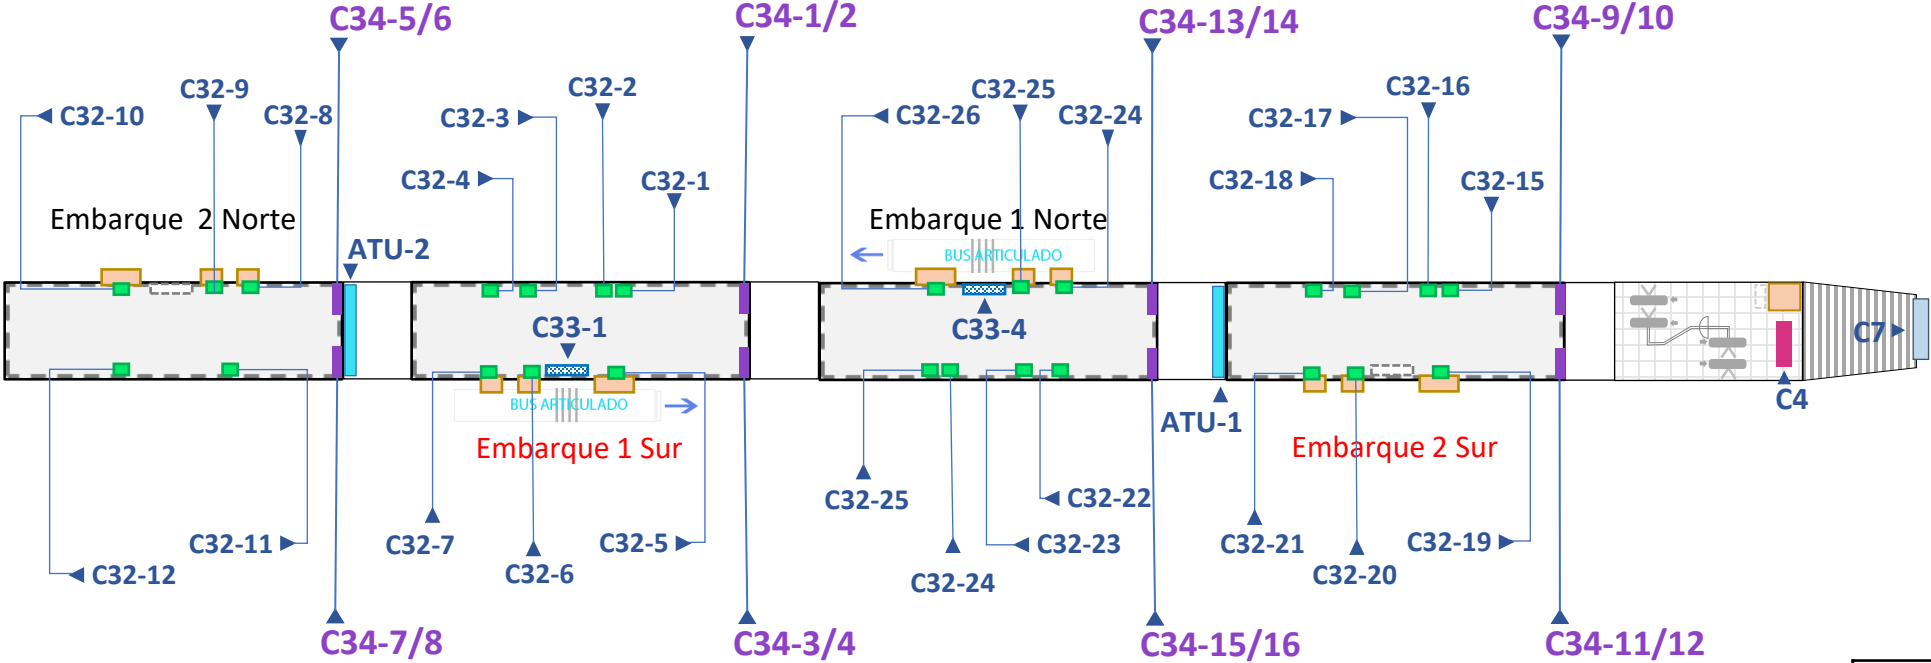 C34-5/6
C34-1/2
C34-13/14
C34-9/10
C32-10
C32-9
C32-8
C32-3
C32-2
C32-26
C32-25
C32-24
C32-17
C32-16
C32-4
C32-1
C32-18
C32-15
Embarque 2 Norte
Embarque 1 Norte
ATU-2
BUS ARTICULADO
C33-1
C33-4
C7
C4
BUS ARTICULADO
ATU-1
Embarque 1 Sur
Embarque 2 Sur
C32-25
C32-22
C32-11
C32-7
C32-5
C32-23
C32-21
C32-19
C32-12
C32-6
C32-24
C32-20
C34-7/8
C34-3/4
C34-15/16
C34-11/12